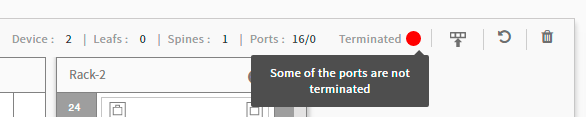 Device : 2 | Leafs : 0 | Spines : 1 | Ports : 16/0 Terminated
Some of the ports are not
terminated
Rack-2
24